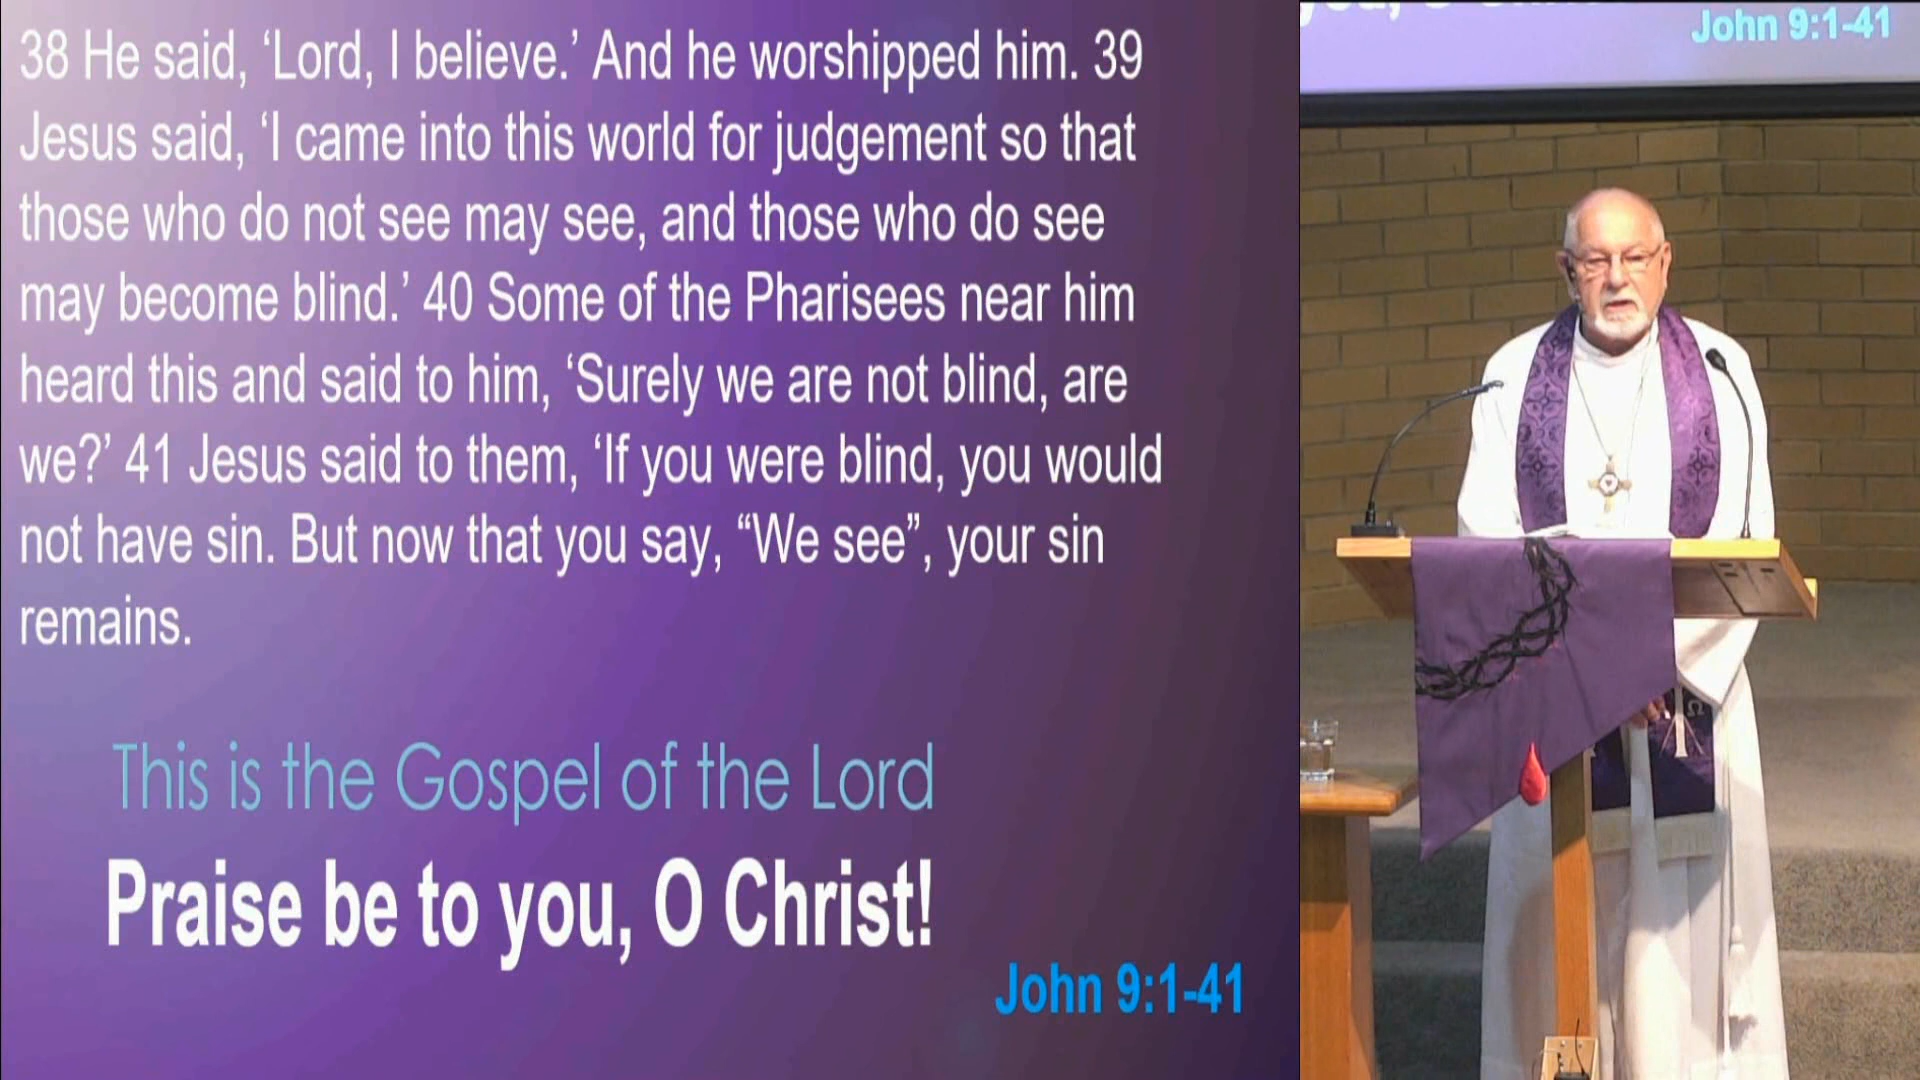 38 He said, ‘Lord, I believe.’ And he worshipped him. 39
Jesus said, ‘I came into this world for judgement so that
those who do not see may see, and those who do see
may become blind.’ 40 Some of the Pharisees near him
heard this and said to him, ‘Surely we are not blind, are
we?’ 41 Jesus said to them, ‘If you were blind, you would
not have sin. But now that you say, “We see”, your sin
remains.
This is the Gospel of the Lord
Praise be to you, O Christ!
John 9:1-41
John 9:1-41
Ω